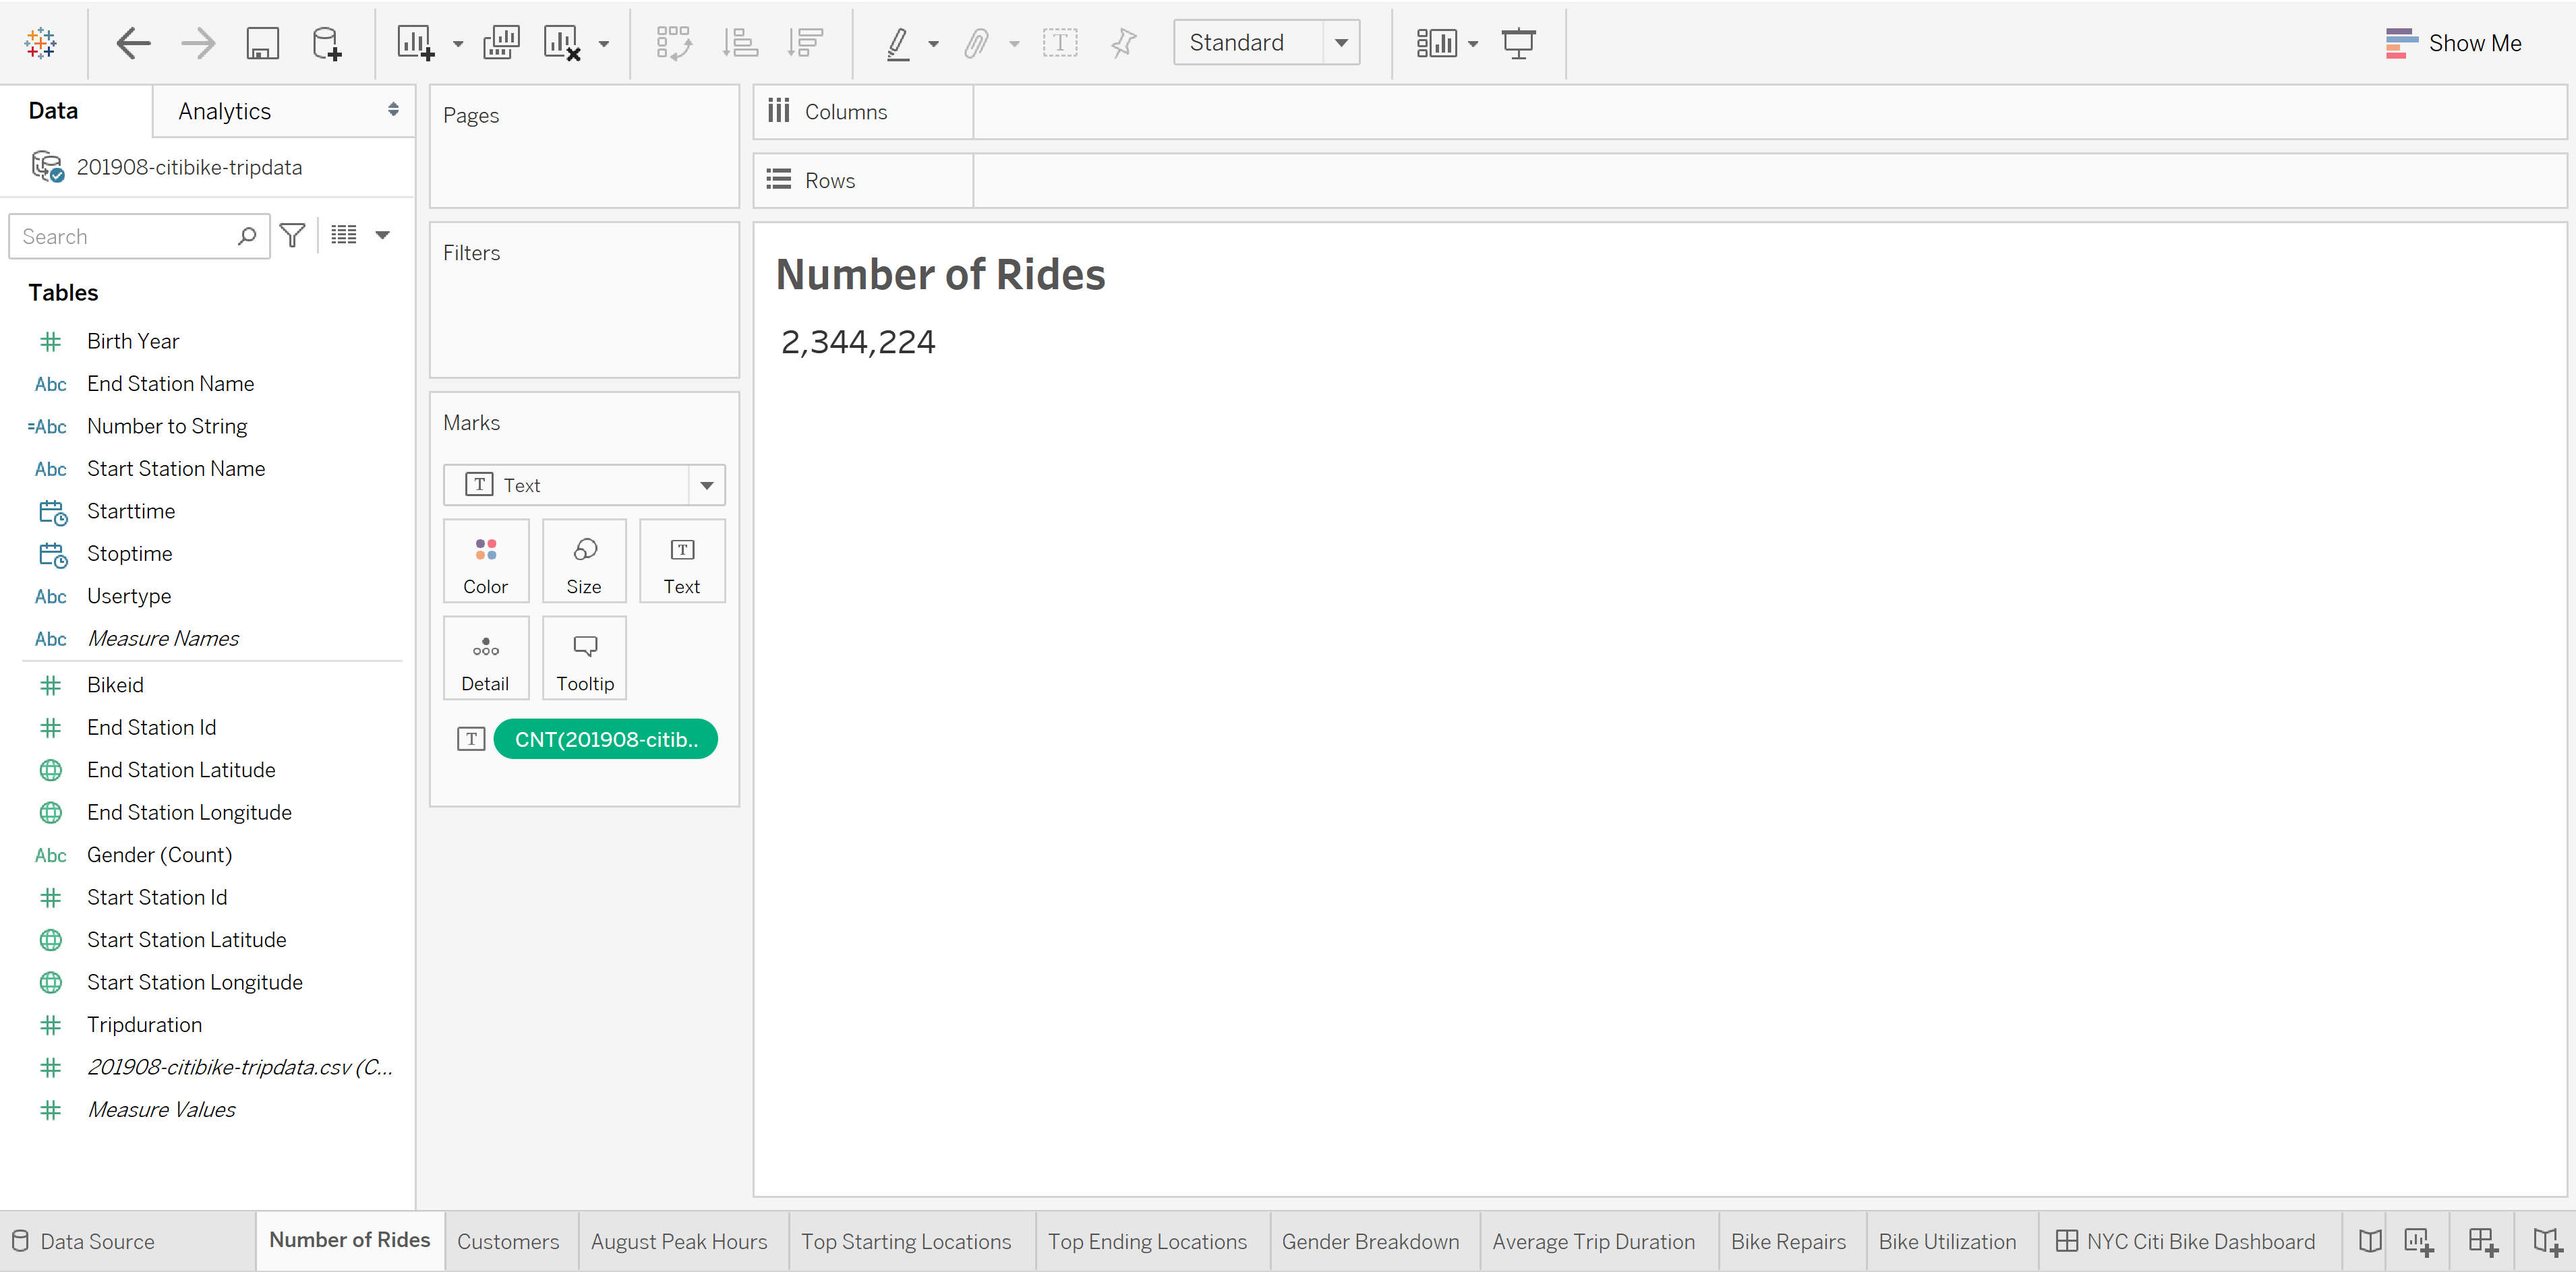 Standard
Show Me
Data
Analytics
201908-citibike-tripdata
Search
Tables
Birth Year
Abc End Station Name
=Abc Number to String
Abc Start Station Name
Starttime
Stoptime
Abc Usertype
Abc Measure Names
Bikeid
End Station Id
End Station Latitude
End Station Longitude
Abc Gender (Count)
Start Station Id
Start Station Latitude
Start Station Longitude
Tripduration
201908-citibike-tripdata.csv (C...
Measure Values
Pages
Filters
Marks
T Text
Color
Size
T Text
Detail
Tooltip
T CNT(201908-citib..
Columns
Rows
Number of Rides
2,344,224
Data Source
Number of Rides
Customers
August Peak Hours
Top Starting Locations
Top Ending Locations
Gender Breakdown
Average Trip Duration
Bike Repairs
Bike Utilization
NYC Citi Bike Dashboard